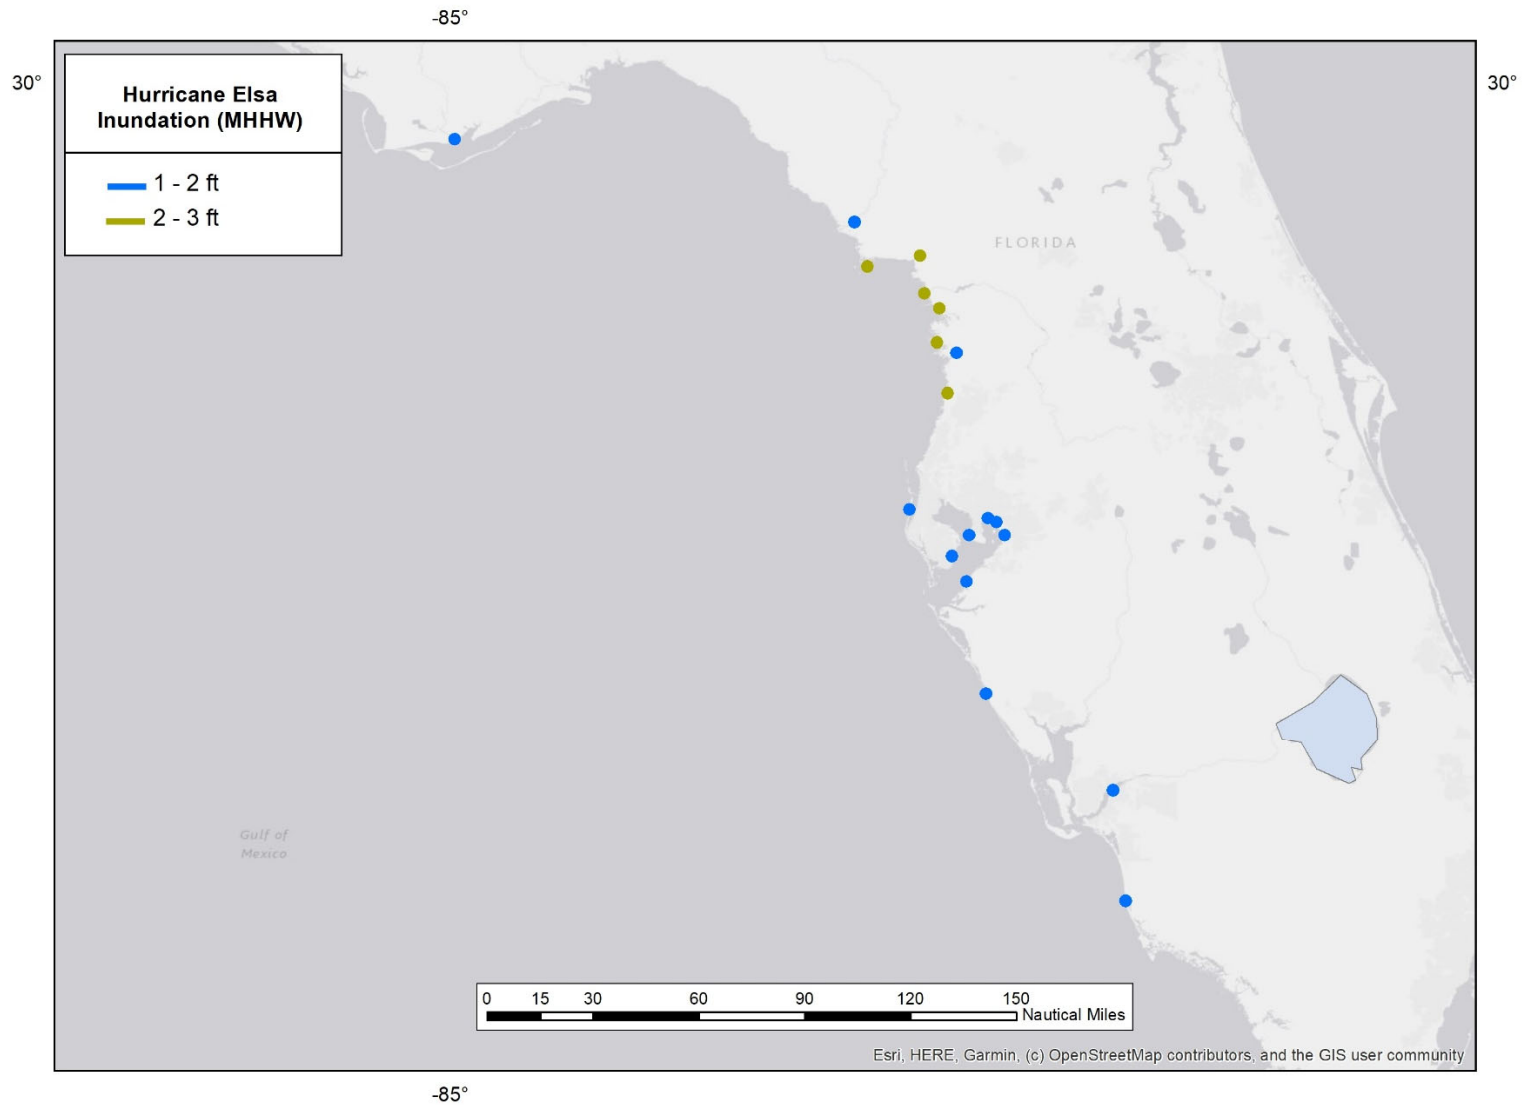 -85°
30°
30°
Hurricane Elsa
Inundation (MHHW)
1 - 2 ft
2 - 3 ft
FLORIDA
Gulf of
Mexico
0 15 30 60 90 120 150
Nautical Miles
Esri, HERE, Garmin, (c) OpenStreetMap contributors, and the GIS user community
-85°